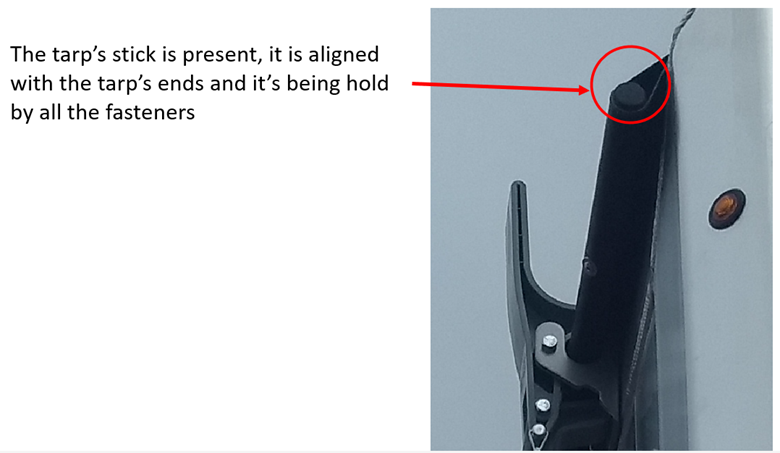 The tarp’s stick is present, it is aligned
with the tarp’s ends and it’s being hold
by all the fasteners